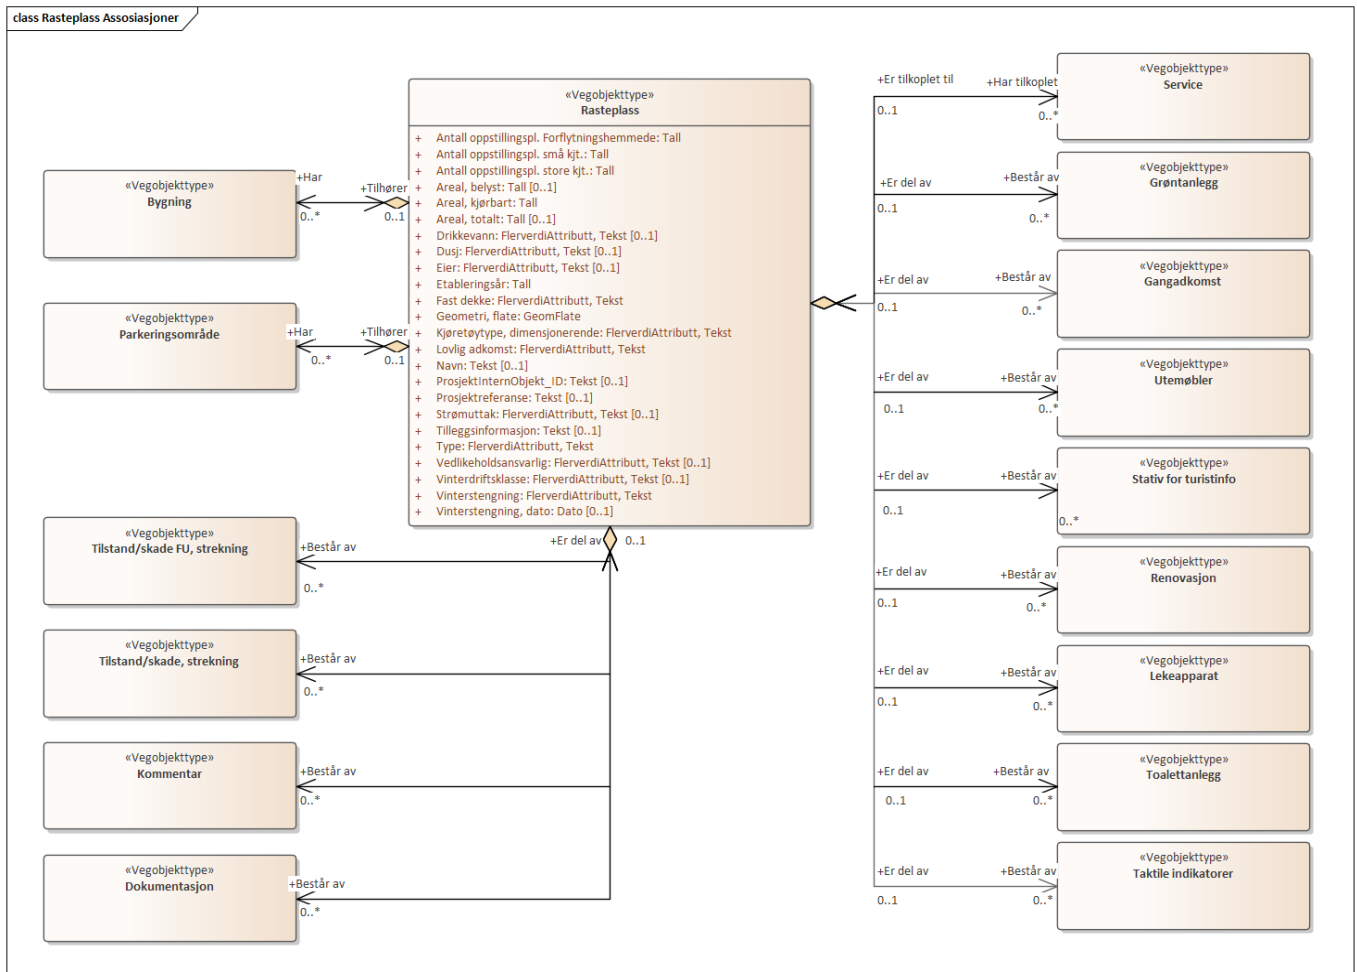 class Rasteplass Assosiasjoner
«Vegobjekttype»
Rasteplass
+ Antall oppstillingspl. Forflytningshemmede: Tall
+ Antall oppstillingspl. små kjt.: Tall
+ Antall oppstillingspl. store kjt.: Tall
+ Areal, belyst: Tall [0..1]
+ Areal, kjørbart: Tall
+ Areal, totalt: Tall [0..1]
+ Drikkevann: FlerverdiAttributt, Tekst [0..1]
+ Dusj: FlerverdiAttributt, Tekst [0..1]
+ Eier: FlerverdiAttributt, Tekst [0..1]
+ Etableringsår: Tall
+ Fast dekke: FlerverdiAttributt, Tekst
+ Geometri, flate: GeomFlate
+ Kjøretøytype, dimensjonerende: FlerverdiAttributt, Tekst
+ Lovlig adkomst: FlerverdiAttributt, Tekst
+ Navn: Tekst [0..1]
+ ProsjektInternObjekt_ID: Tekst [0..1]
+ Prosjektreferanse: Tekst [0..1]
+ Strømuttak: FlerverdiAttributt, Tekst [0..1]
+ Tilleggsinformasjon: Tekst [0..1]
+ Type: FlerverdiAttributt, Tekst
+ Vedlikeholdsansvarlig: FlerverdiAttributt, Tekst [0..1]
+ Vinterdriftsklasse: FlerverdiAttributt, Tekst [0..1]
+ Vinterstengning: FlerverdiAttributt, Tekst
+ Vinterstengning, dato: Dato [0..1]
«Vegobjekttype»
Bygning
+Har
0..*
+Tilhører
0..1
«Vegobjekttype»
Parkeringsområde
+Har
0..*
+Tilhører
0..1
+Er del av
0..1
«Vegobjekttype»
Tilstand/skade FU, strekning
+Består av
0..*
«Vegobjekttype»
Tilstand/skade, strekning
+Består av
0..*
«Vegobjekttype»
Kommentar
+Består av
0..*
«Vegobjekttype»
Dokumentasjon
+Består av
0..*
+Er tilkoplet til
0..1
+Har tilkoplet
0..*
«Vegobjekttype»
Service
+Er del av
0..1
+Består av
0..*
«Vegobjekttype»
Grøntanlegg
+Er del av
0..1
+Består av
0..*
«Vegobjekttype»
Gangadkomst
+Er del av
0..1
+Består av
0..*
«Vegobjekttype»
Utemøbler
+Er del av
0..1
+Består av
0..*
«Vegobjekttype»
Stativ for turistinfo
+Er del av
0..1
+Består av
0..*
«Vegobjekttype»
Renovasjon
+Er del av
0..1
+Består av
0..*
«Vegobjekttype»
Lekeapparat
+Er del av
0..1
+Består av
0..*
«Vegobjekttype»
Toalettanlegg
+Er del av
0..1
+Består av
0..*
«Vegobjekttype»
Taktile indikatorer